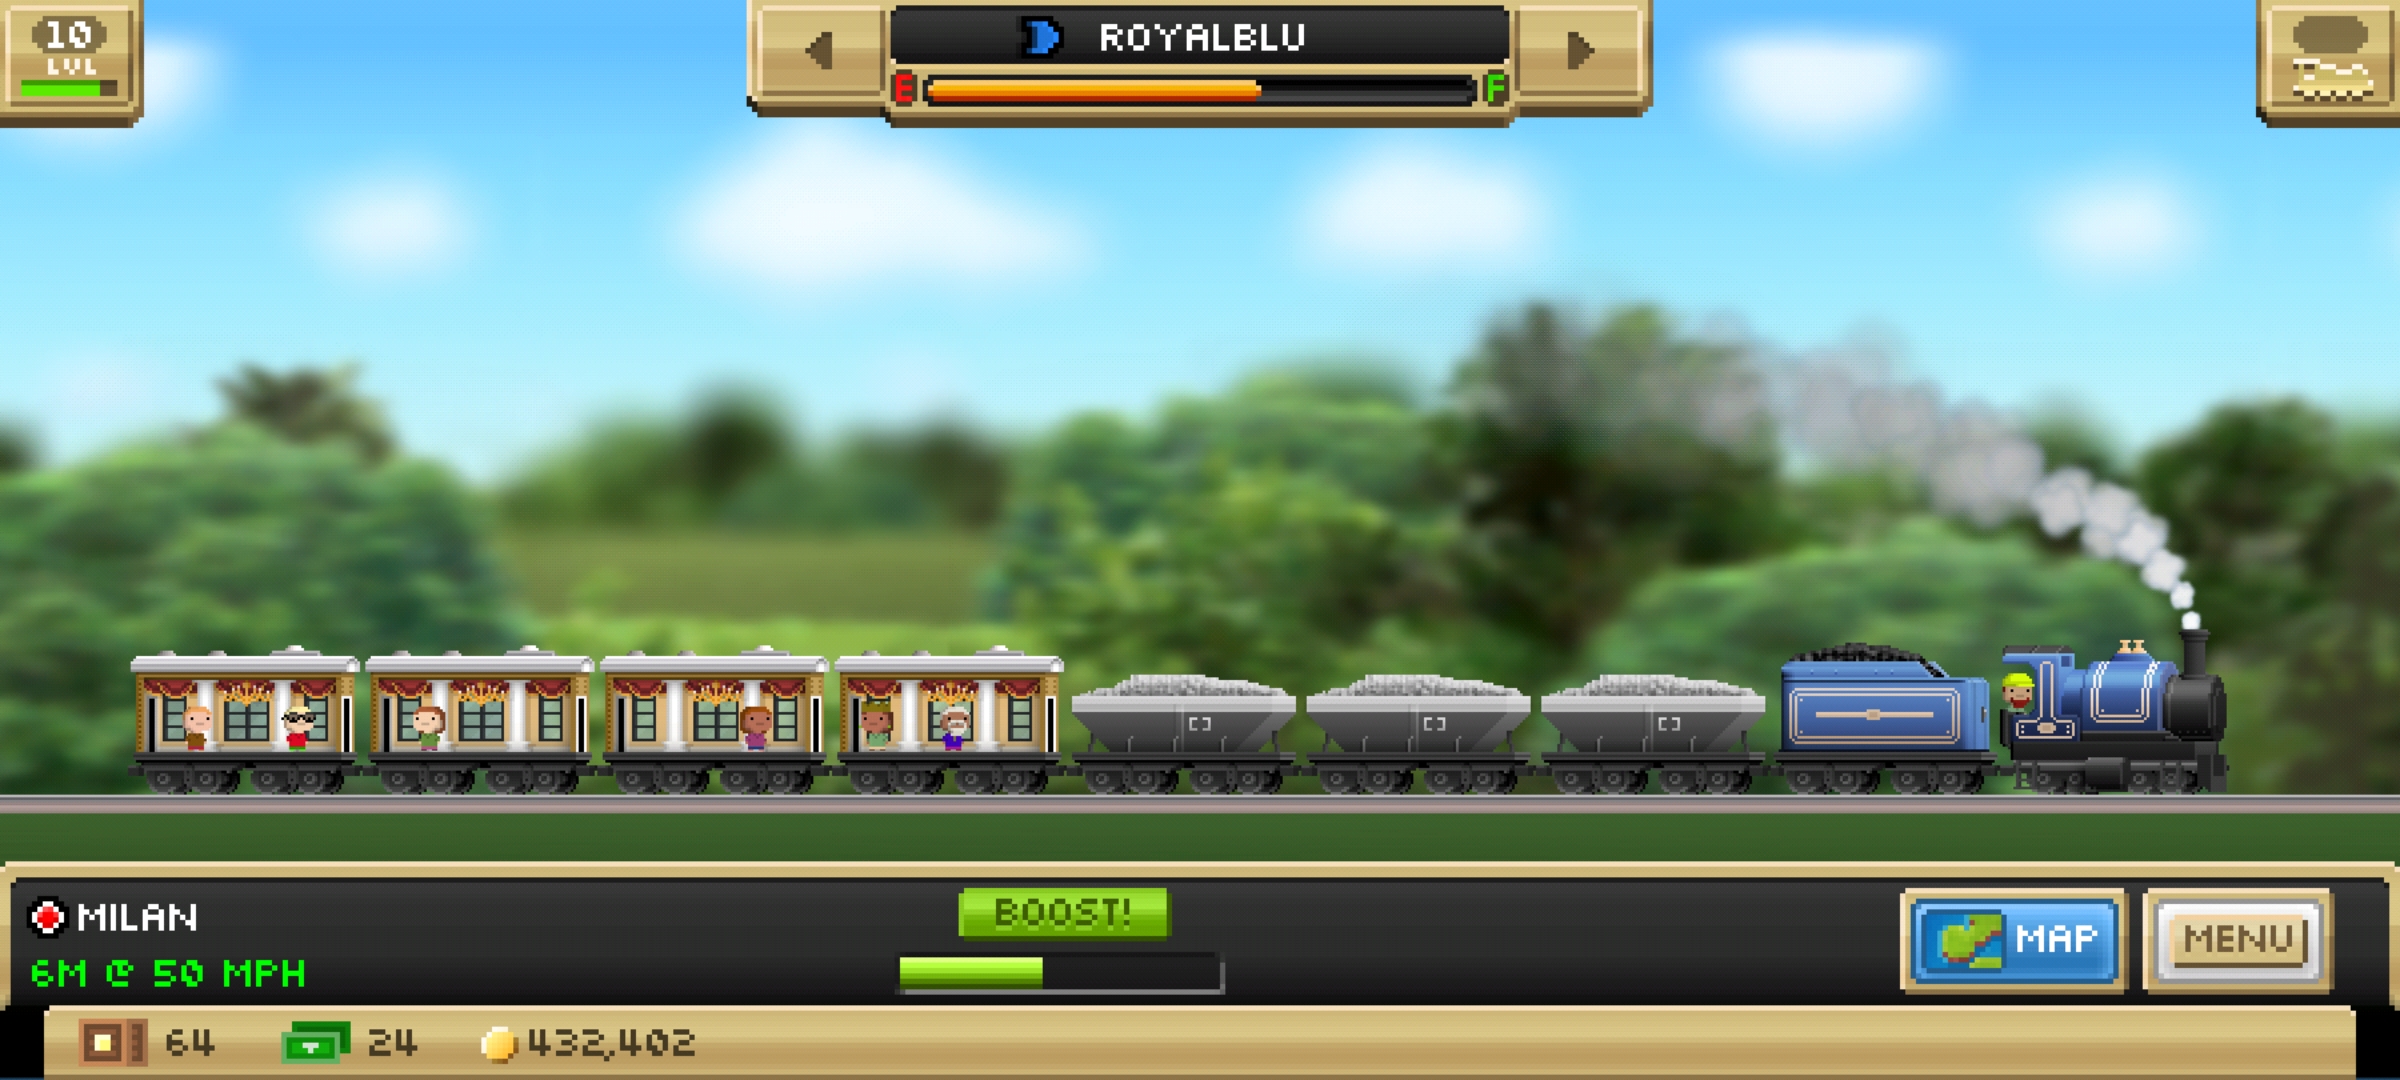 10
LVL
ROYALBLU
E F
MILAN
BOOST!
6M @ 50 MPH
MAP
MENU
64
24
432,402